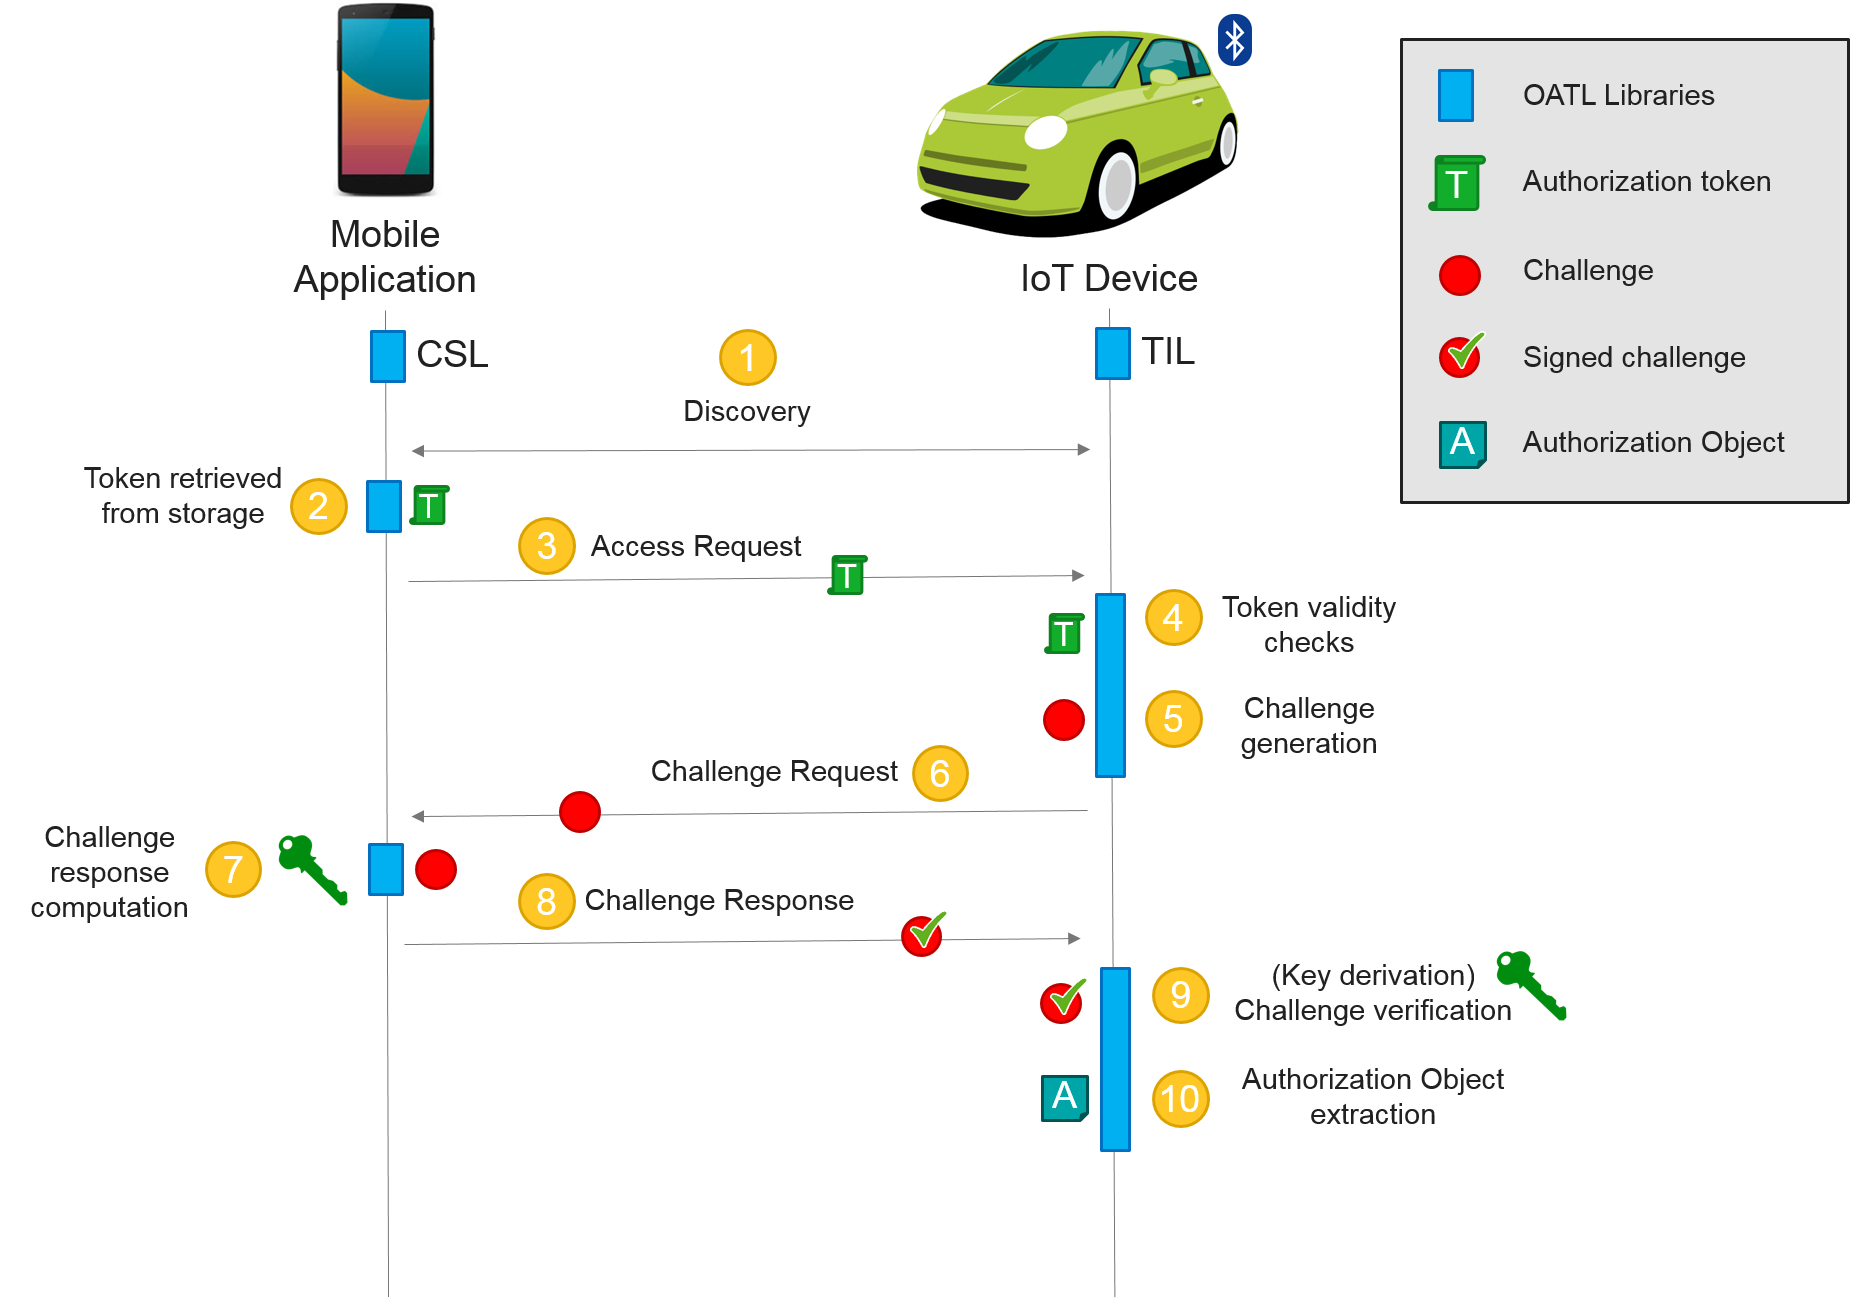 Mobile
Application
IoT Device
OATL Libraries
T
Authorization token
Challenge
Signed challenge
A
Authorization Object
CSL
TIL
1
Discovery
Token retrieved
from storage
2
T
3
Access Request
T
T
4
Token validity
checks
5
Challenge
generation
Challenge Request
6
Challenge
response
computation
7
8
Challenge Response
9
(Key derivation)
Challenge verification
A
10
Authorization Object
extraction